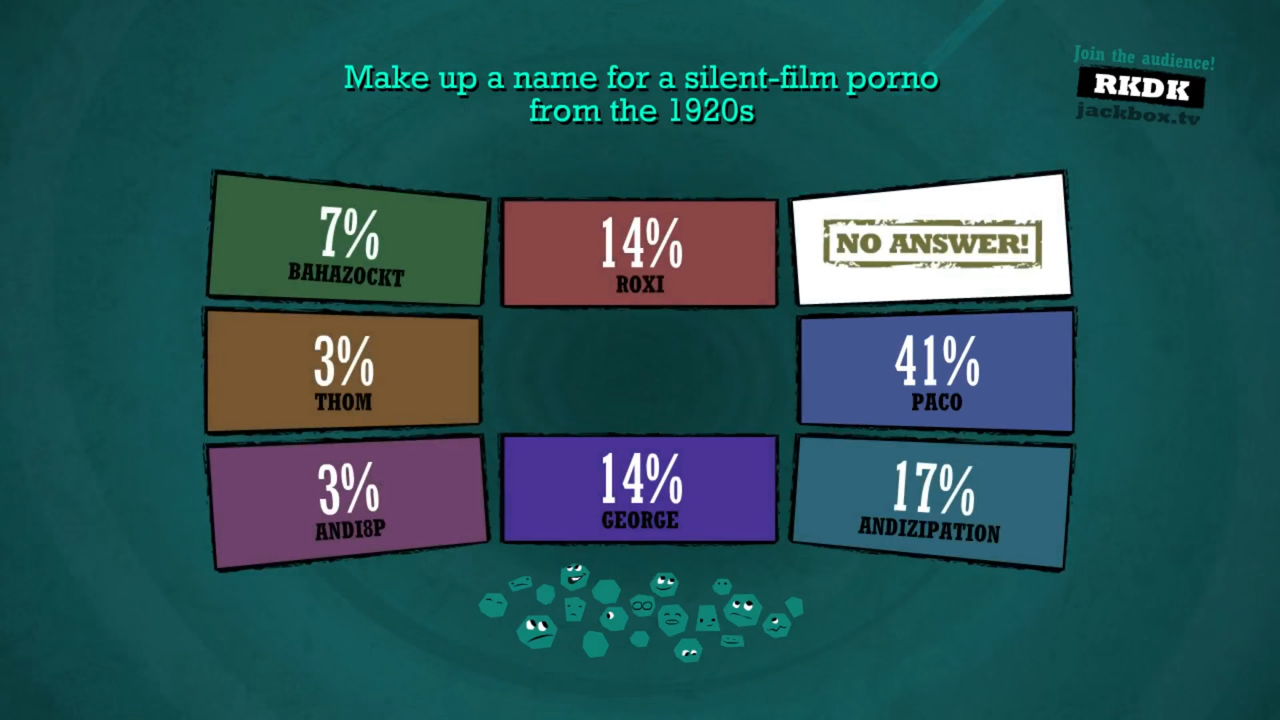 Make up a name for a silent-film porno
from the 1920s
Join the audience!
RKDK
jackbox.tv
7%
BAHAZOCKT
14%
ROXI
NO ANSWER!
3%
THOM
41%
PACO
3%
ANDI8P
14%
GEORGE
17%
ANDIZIPATION